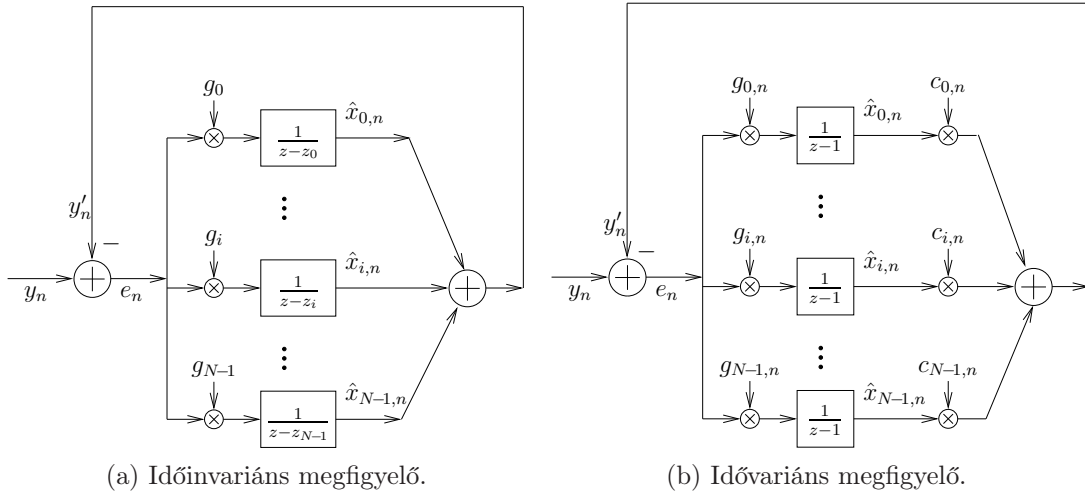 g_0
x̂_{0,n}
1/(z−z_0)
y'_n
−
g_i
x̂_{i,n}
y_n
e_n
1/(z−z_i)
g_{N−1}
x̂_{N−1,n}
1/(z−z_{N−1})
(a) Időinvariáns megfigyelő.
g_{0,n}
x̂_{0,n}
c_{0,n}
1/(z−1)
y'_n
−
g_{i,n}
x̂_{i,n}
c_{i,n}
y_n
e_n
1/(z−1)
g_{N−1,n}
x̂_{N−1,n}
c_{N−1,n}
1/(z−1)
(b) Idővariáns megfigyelő.